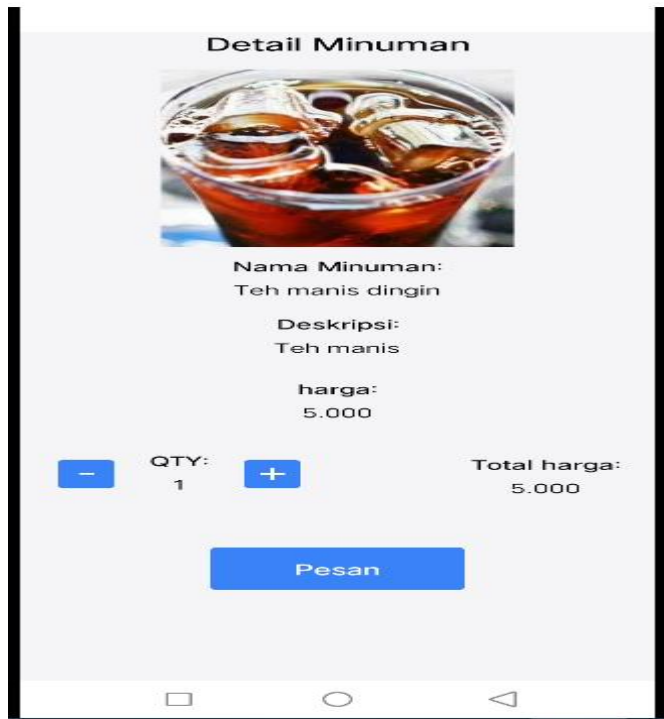 Detail Minuman
Nama Minuman:
Teh manis dingin
Deskripsi:
Teh manis
harga:
5.000
-
QTY:
1
+
Total harga:
5.000
Pesan